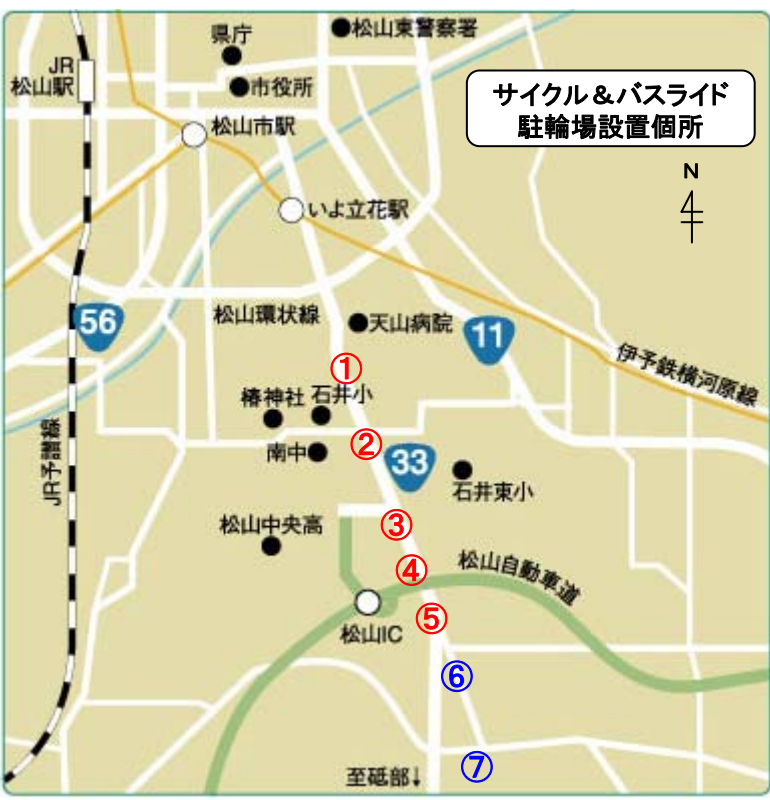 県庁
松山東警察署
JR
松山駅
市役所
サイクル＆バスライド
駐輪場設置個所
松山市駅
N
いよ立花駅
56
松山環状線
天山病院
11
伊予鉄横河原線
①
椿神社
石井小
②
南中
33
JR予讃線
石井東小
松山中央高
③
④
松山自動車道
松山IC
⑤
⑥
⑦
至砥部↓